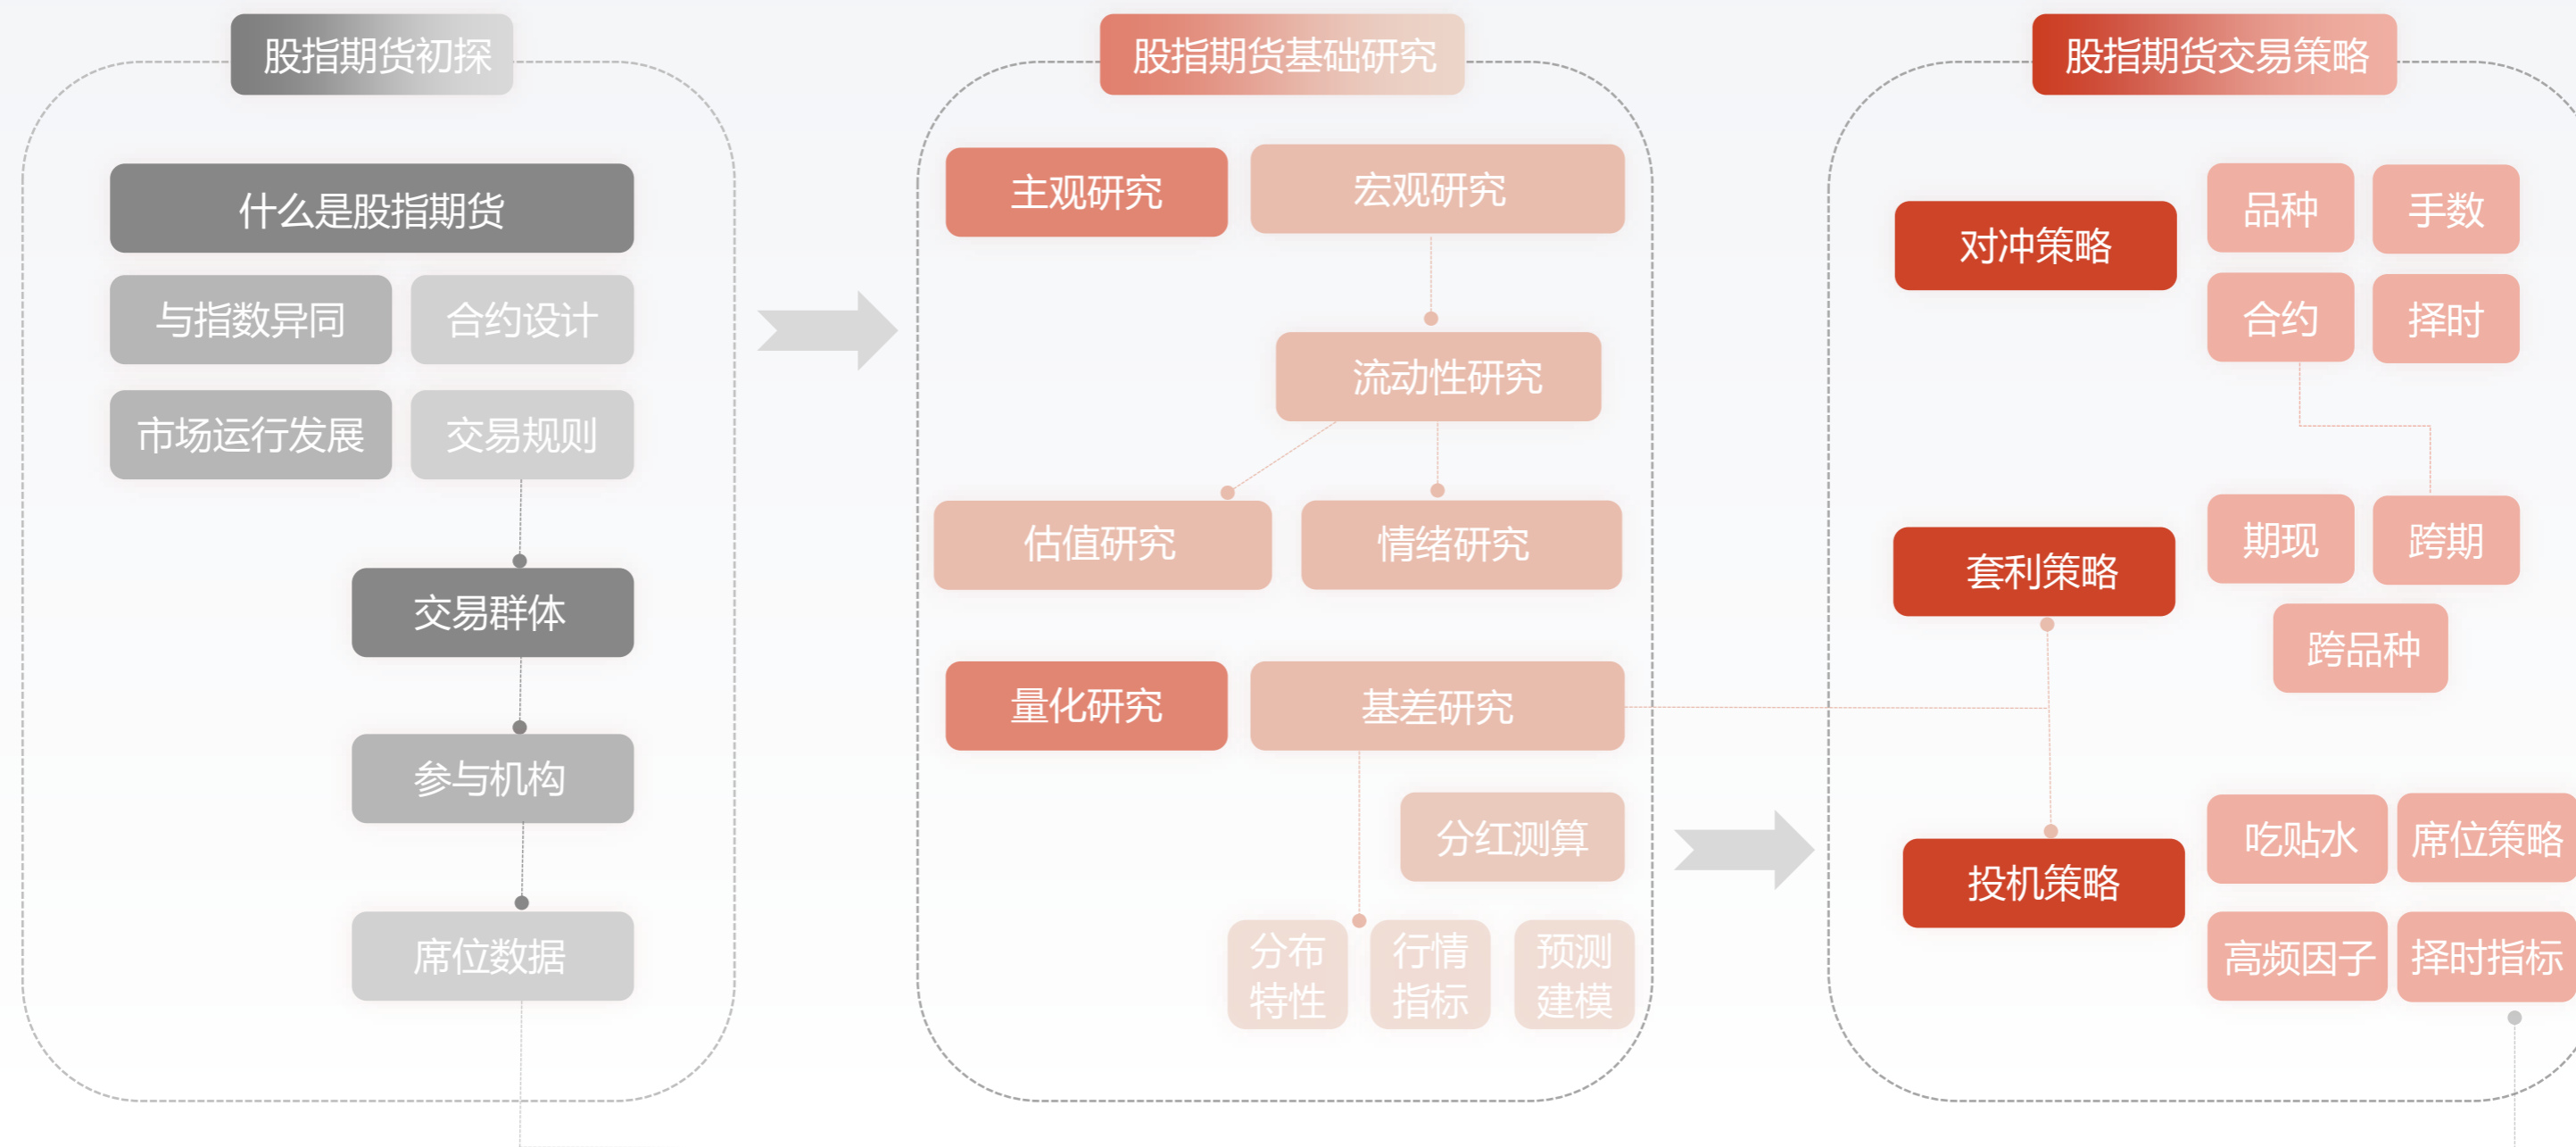 股指期货初探
什么是股指期货
与指数异同
合约设计
市场运行发展
交易规则
交易群体
参与机构
席位数据
股指期货基础研究
主观研究
宏观研究
流动性研究
估值研究
情绪研究
量化研究
基差研究
分红测算
分布
特性
行情
指标
预测
建模
股指期货交易策略
对冲策略
品种
手数
合约
择时
套利策略
期现
跨期
跨品种
投机策略
吃贴水
席位策略
高频因子
择时指标